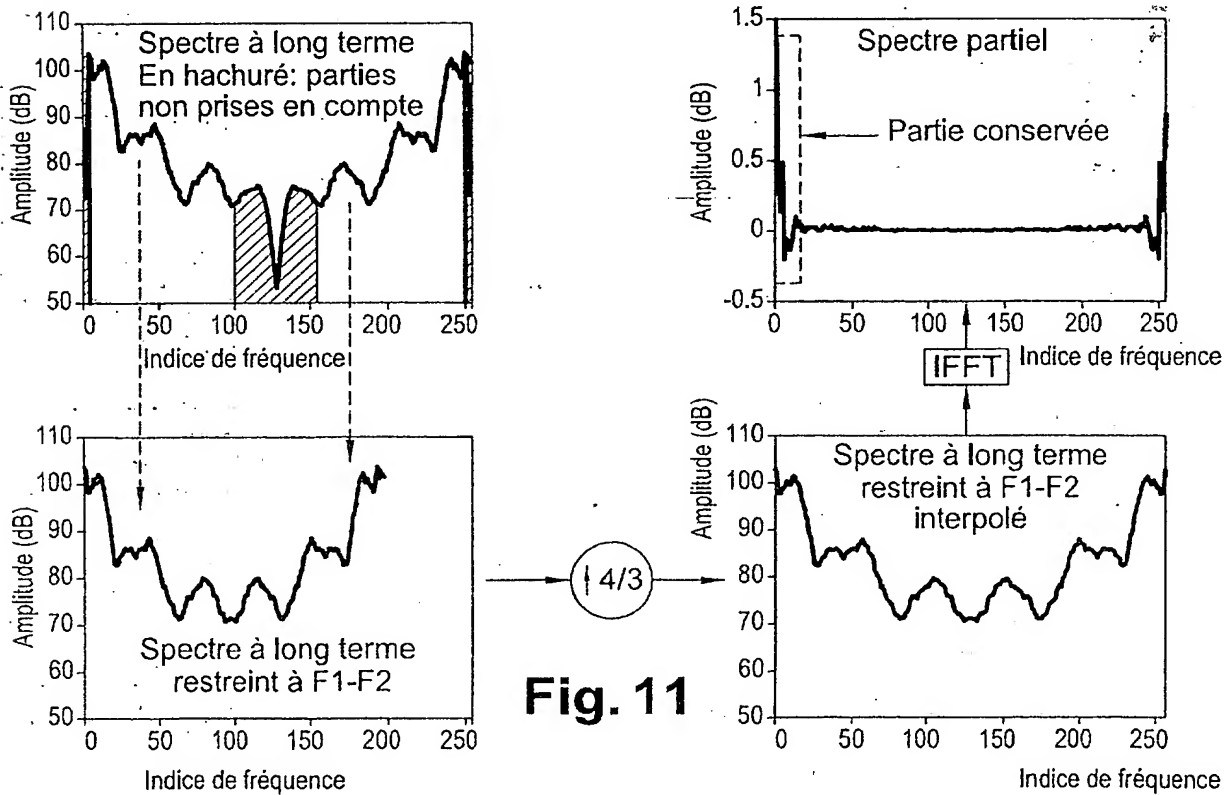 110
100
90
80
70
60
50
Amplitude (dB)
Spectre à long terme
En hachuré: parties
non prises en compte
0
50
100
150
200
250
Indice de fréquence
1.5
1
0.5
0
-0.5
Amplitude (dB)
Spectre partiel
Partie conservée
0
50
100
150
200
250
Indice de fréquence
IFFT
110
100
90
80
70
60
50
Amplitude (dB)
Spectre à long terme
restreint à F1-F2
0
50
100
150
200
250
Indice de fréquence
4/3
Fig. 11
110
100
90
80
70
60
50
Amplitude (dB)
Spectre à long terme
restreint à F1-F2
interpolé
0
50
100
150
200
250
Indice de fréquence